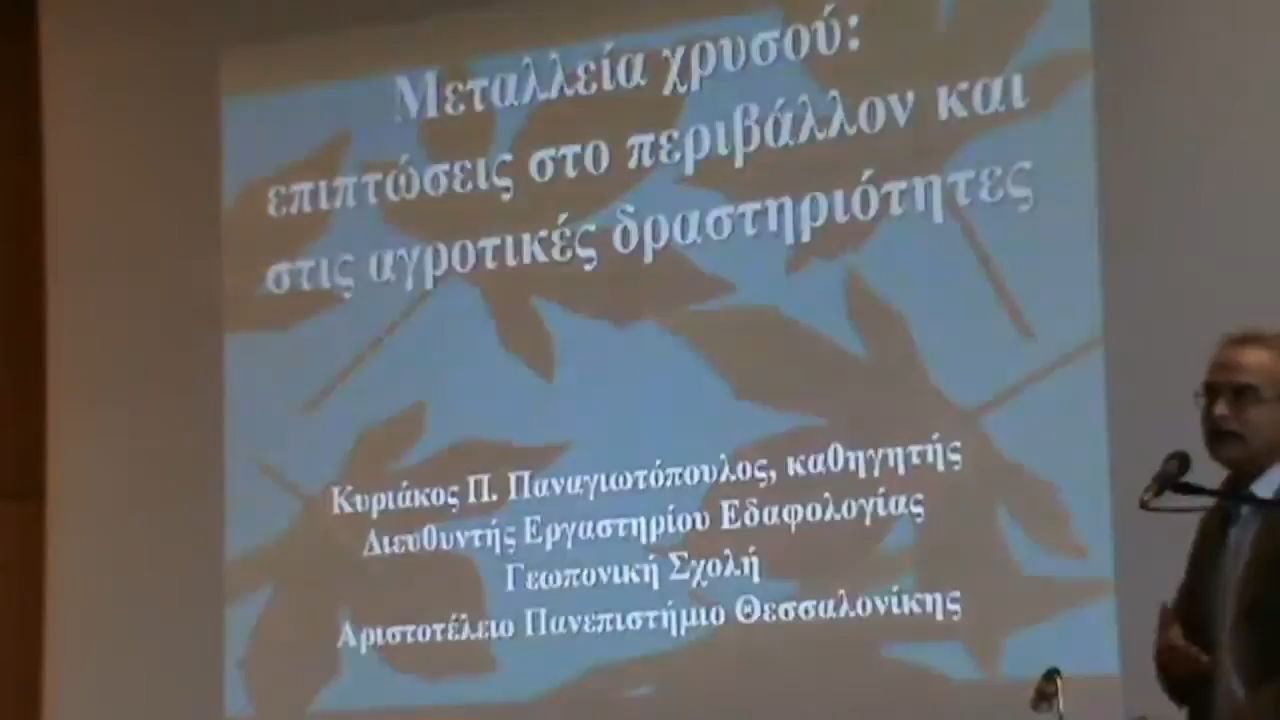 Μεταλλεία χρυσού:
επιπτώσεις στο περιβάλλον και
στις αγροτικές δραστηριότητες
Κυριάκος Π. Παναγιωτόπουλος, καθηγητής
Διευθυντής Εργαστηρίου Εδαφολογίας
Γεωπονική Σχολή
Αριστοτέλειο Πανεπιστήμιο Θεσσαλονίκης